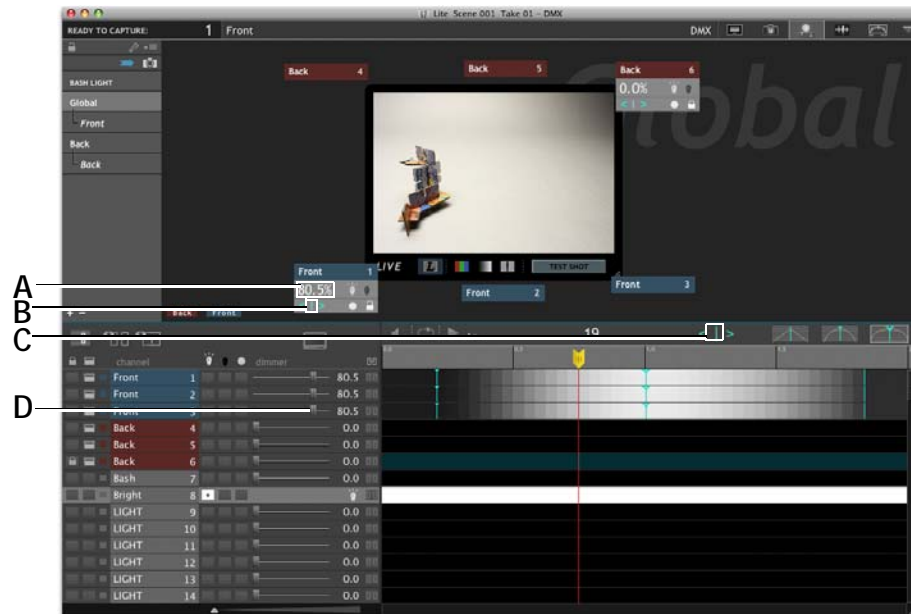 Lite Scene 001 Take 01 – DMX
READY TO CAPTURE: 1 Front DMX
BASH LIGHT
Global
Front
Back
Back
Global
Back 4
Back 5
Back 6
0.0%
< | >
LIVE
TEST SHOT
Front 1
80.5%
Front 2
Front 3
+ -
Back Front
A
B
C
D
19
< | >
channel dimmer
Front 1 80.5
Front 2 80.5
Front 3 80.5
Back 4 0.0
Back 5 0.0
Back 6 0.0
Bash 7 0.0
Bright 8
LIGHT 9 0.0
LIGHT 10 0.0
LIGHT 11 0.0
LIGHT 12 0.0
LIGHT 13 0.0
LIGHT 14 0.0